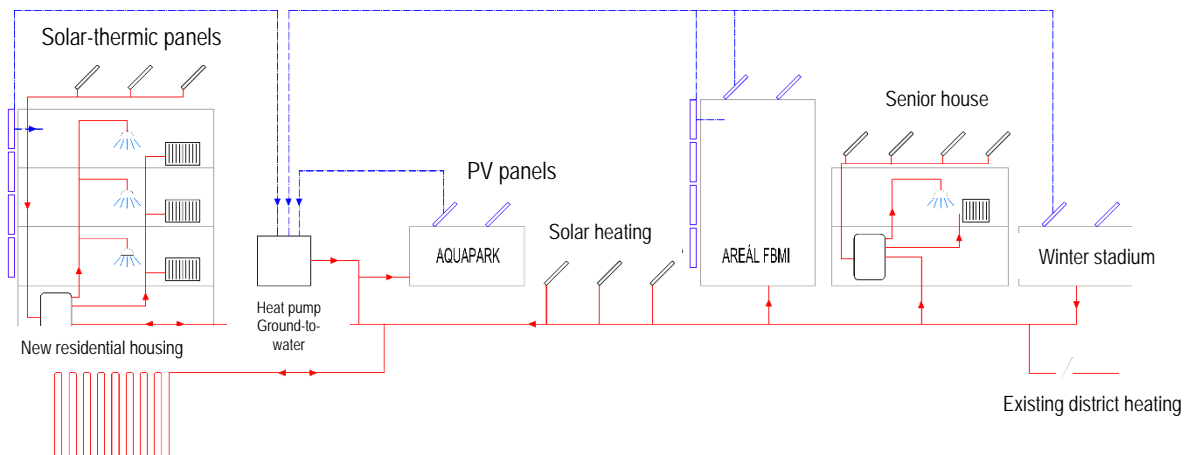 Solar-thermic panels
Senior house
PV panels
Solar heating
AQUAPARK
AREÁL FBMI
Winter stadium
Heat pump
Ground-to-
water
New residential housing
Existing district heating